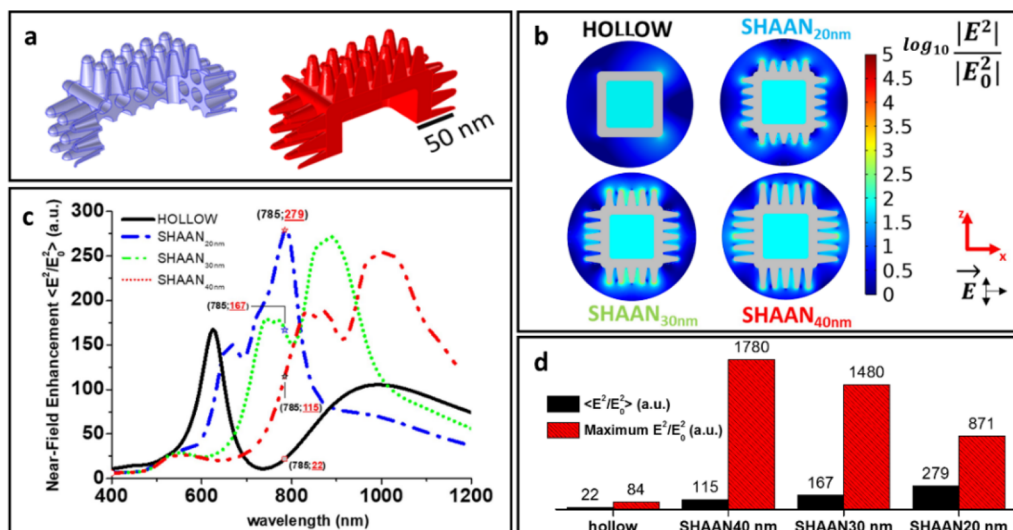 a
50 nm
b
HOLLOW
SHAAN20nm
log10 |E²|/|E0²|
5
4.5
4
3.5
3
2.5
2
1.5
1
0.5
0
SHAAN30nm
SHAAN40nm
z
x
E
c
Near-Field Enhancement <E²/E0²> (a.u.)
300
250
200
150
100
50
0
HOLLOW
SHAAN20nm
SHAAN30nm
SHAAN40nm
(785;279)
(785;167)
(785;115)
(785;22)
400 600 800 1000 1200
wavelength (nm)
d
<E²/E0²> (a.u.)
Maximum E²/E0² (a.u.)
22 84 115 1780 167 1480 279 871
hollow SHAAN40 nm SHAAN30 nm SHAAN20 nm